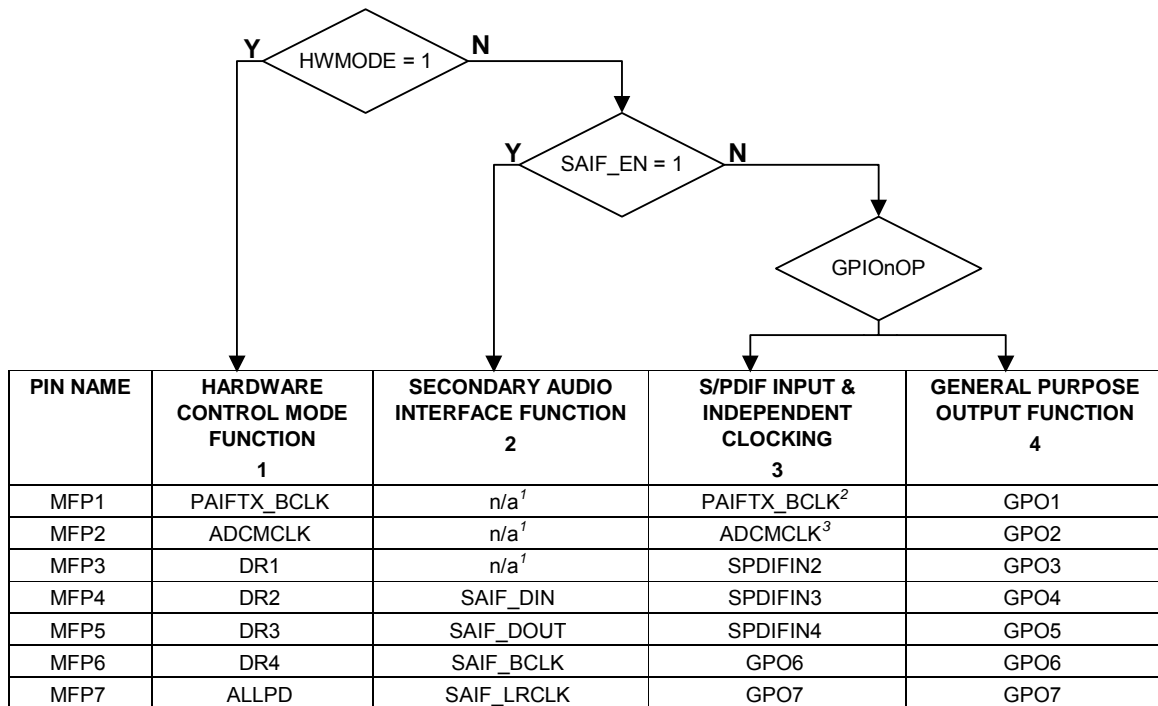 Y
HWMODE = 1
N
Y
SAIF_EN = 1
N
GPIOnOP
PIN NAME HARDWARE CONTROL MODE FUNCTION 1 SECONDARY AUDIO INTERFACE FUNCTION 2 S/PDIF INPUT & INDEPENDENT CLOCKING 3 GENERAL PURPOSE OUTPUT FUNCTION 4
MFP1 PAIFTX_BCLK n/a¹ PAIFTX_BCLK² GPO1
MFP2 ADCMCLK n/a¹ ADCMCLK³ GPO2
MFP3 DR1 n/a¹ SPDIFIN2 GPO3
MFP4 DR2 SAIF_DIN SPDIFIN3 GPO4
MFP5 DR3 SAIF_DOUT SPDIFIN4 GPO5
MFP6 DR4 SAIF_BCLK GPO6 GPO6
MFP7 ALLPD SAIF_LRCLK GPO7 GPO7